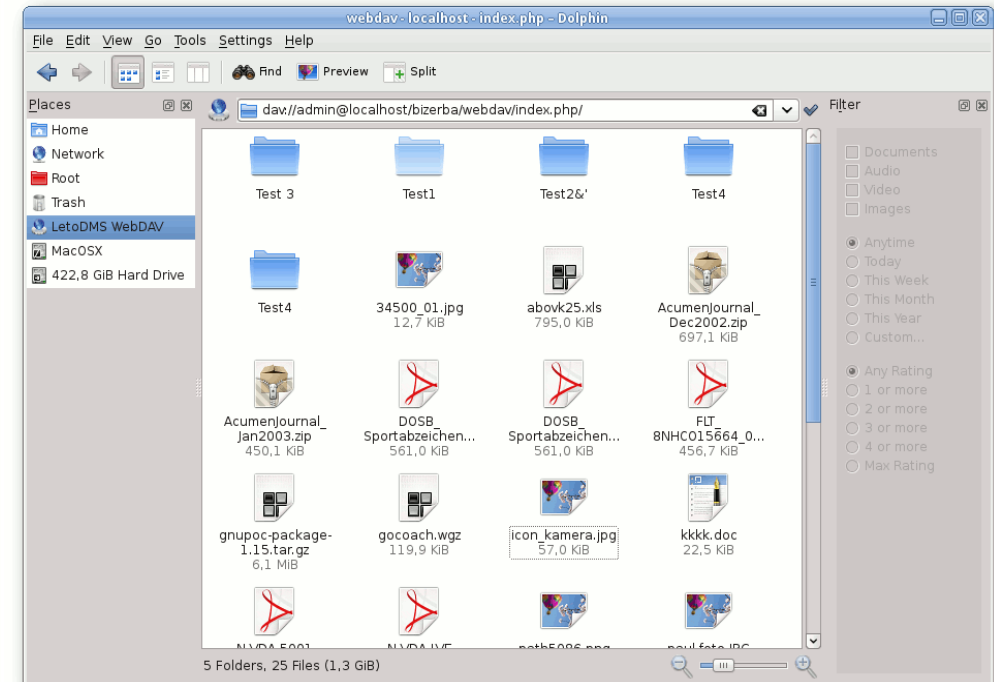 webdav - localhost - index.php – Dolphin
File Edit View Go Tools Settings Help
Find Preview Split
Places
Home
Network
Root
Trash
LetoDMS WebDAV
MacOSX
422,8 GiB Hard Drive
dav://admin@localhost/bizerba/webdav/index.php/
Test 3 Test1 Test2&' Test4
Test4 34500_01.jpg abovk25.xls AcumenJournal_
12,7 KiB 795,0 KiB Dec2002.zip
697,1 KiB
AcumenJournal_ DOSB_ DOSB_ FLT_
Jan2003.zip Sportabzeichen... Sportabzeichen... 8NHCO15664_0...
450,1 KiB 561,0 KiB 561,0 KiB 456,7 KiB
gnupoc-package- gocoach.wgz icon_kamera.jpg kkkk.doc
1.15.tar.gz 119,9 KiB 57,0 KiB 22,5 KiB
6,1 MiB
5 Folders, 25 Files (1,3 GiB)
Filter
Documents
Audio
Video
Images
Anytime
Today
This Week
This Month
This Year
Custom...
Any Rating
1 or more
2 or more
3 or more
4 or more
Max Rating